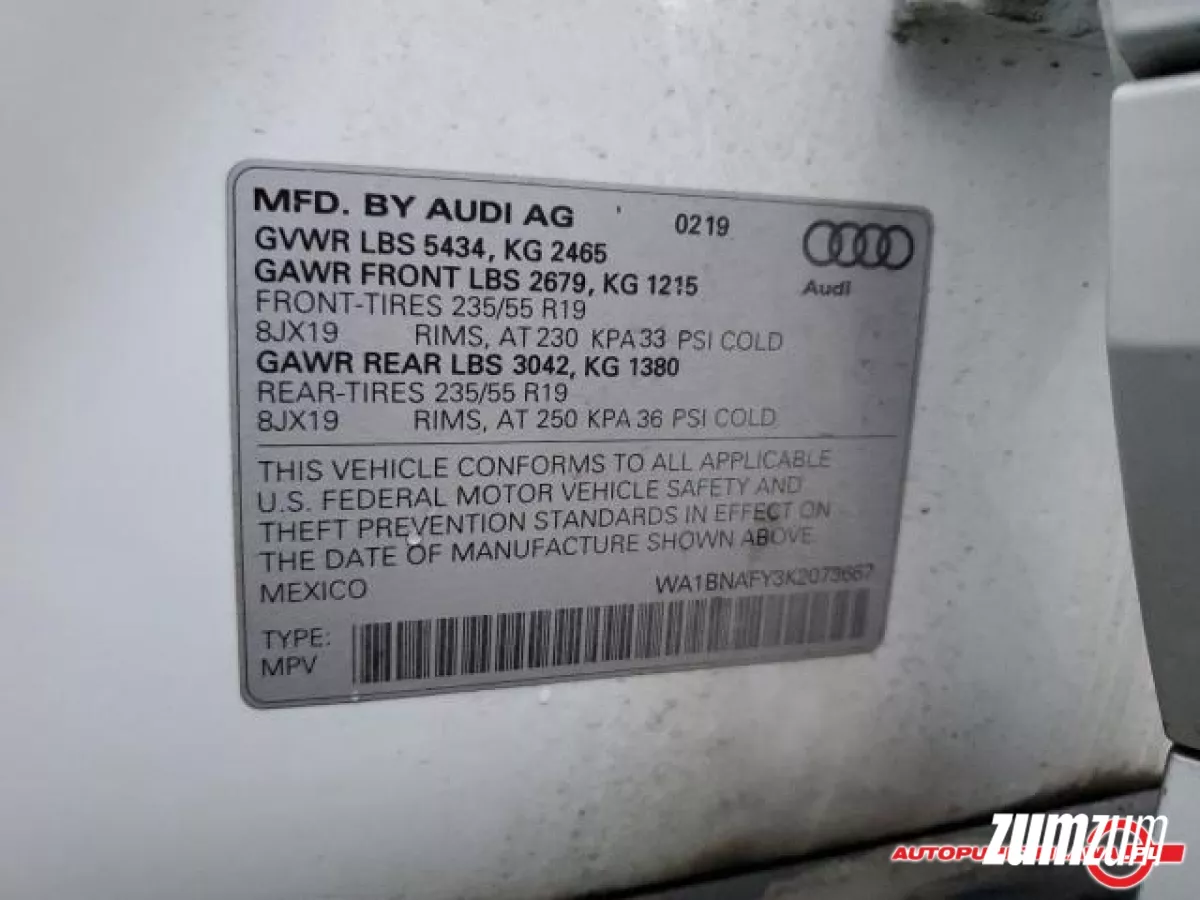 MFD. BY AUDI AG 0219
GVWR LBS 5434, KG 2465
GAWR FRONT LBS 2679, KG 1215
Audi
FRONT-TIRES 235/55 R19
8JX19 RIMS, AT 230 KPA 33 PSI COLD
GAWR REAR LBS 3042, KG 1380
REAR-TIRES 235/55 R19
8JX19 RIMS, AT 250 KPA 36 PSI COLD
THIS VEHICLE CONFORMS TO ALL APPLICABLE
U.S. FEDERAL MOTOR VEHICLE SAFETY AND
THEFT PREVENTION STANDARDS IN EFFECT ON
THE DATE OF MANUFACTURE SHOWN ABOVE.
MEXICO WA1BNAFY3K2073667
TYPE:
MPV
zumzum